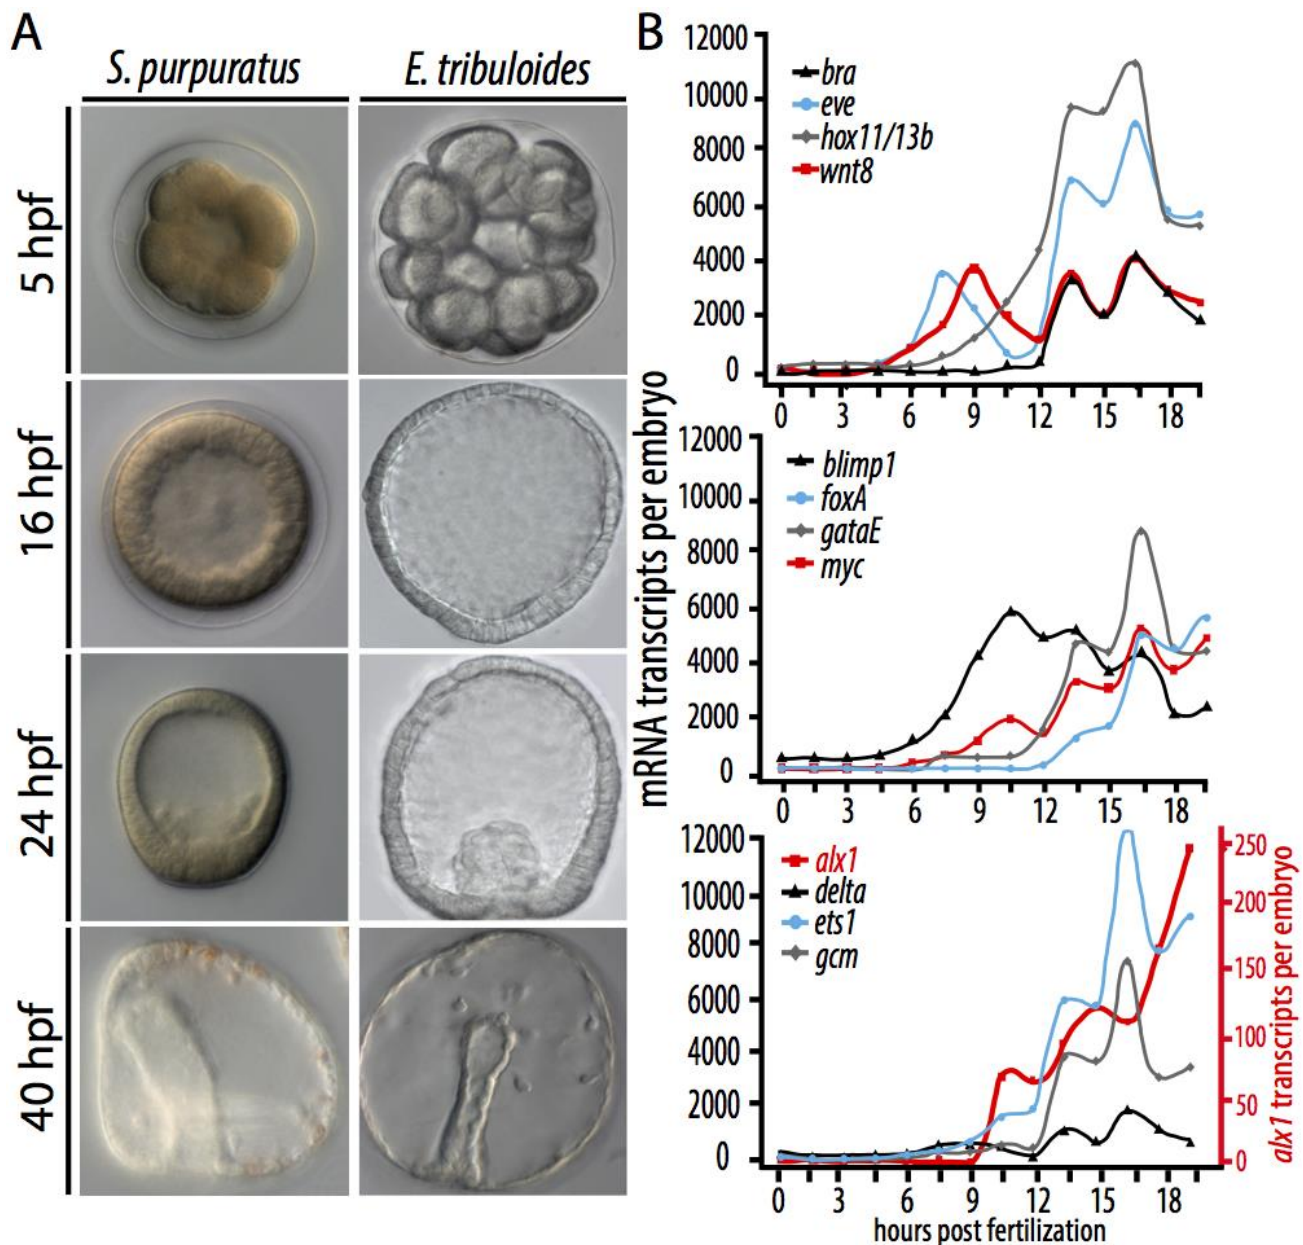 A
S. purpuratus
E. tribuloides
5 hpf
16 hpf
24 hpf
40 hpf
B
mRNA transcripts per embryo
12000
10000
8000
6000
4000
2000
0
bra
eve
hox11/13b
wnt8
0 3 6 9 12 15 18
12000
10000
8000
6000
4000
2000
0
blimp1
foxA
gataE
myc
0 3 6 9 12 15 18
12000
10000
8000
6000
4000
2000
0
alx1
delta
ets1
gcm
250
200
150
100
50
0
alx1 transcripts per embryo
0 3 6 9 12 15 18
hours post fertilization